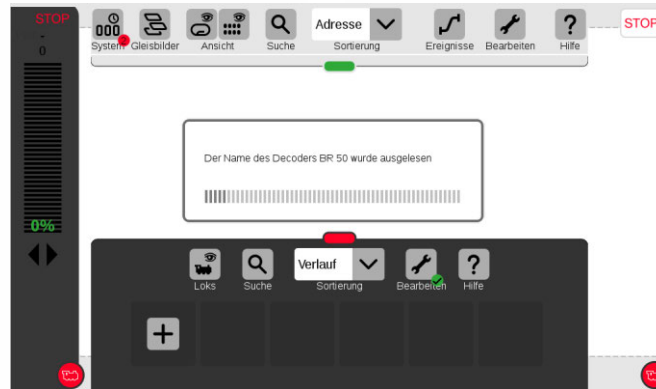 STOP
-
0
0%
System Gleisbilder Ansicht Suche Adresse Sortierung Ereignisse Bearbeiten Hilfe
STOP
Der Name des Decoders BR 50 wurde ausgelesen
Loks Suche Verlauf Sortierung Bearbeiten Hilfe